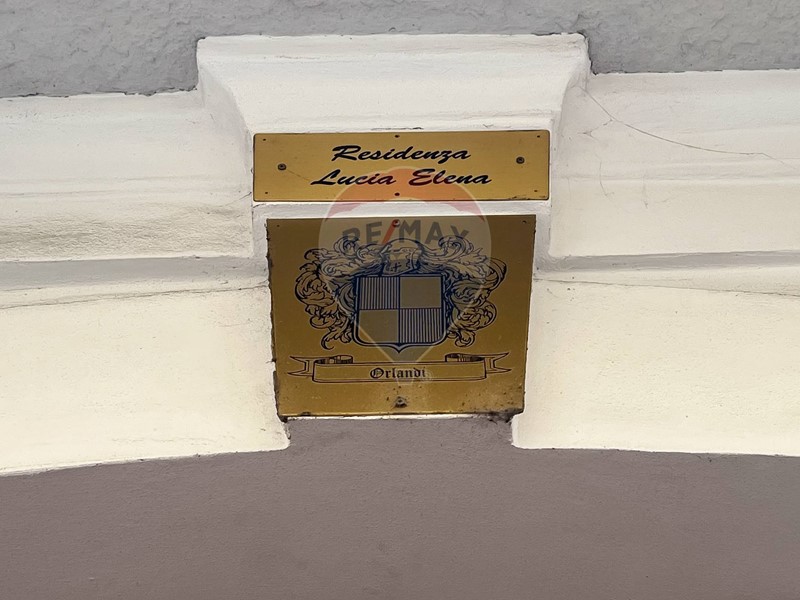 Residenza
Lucia Elena
RE/MAX
Orlandi